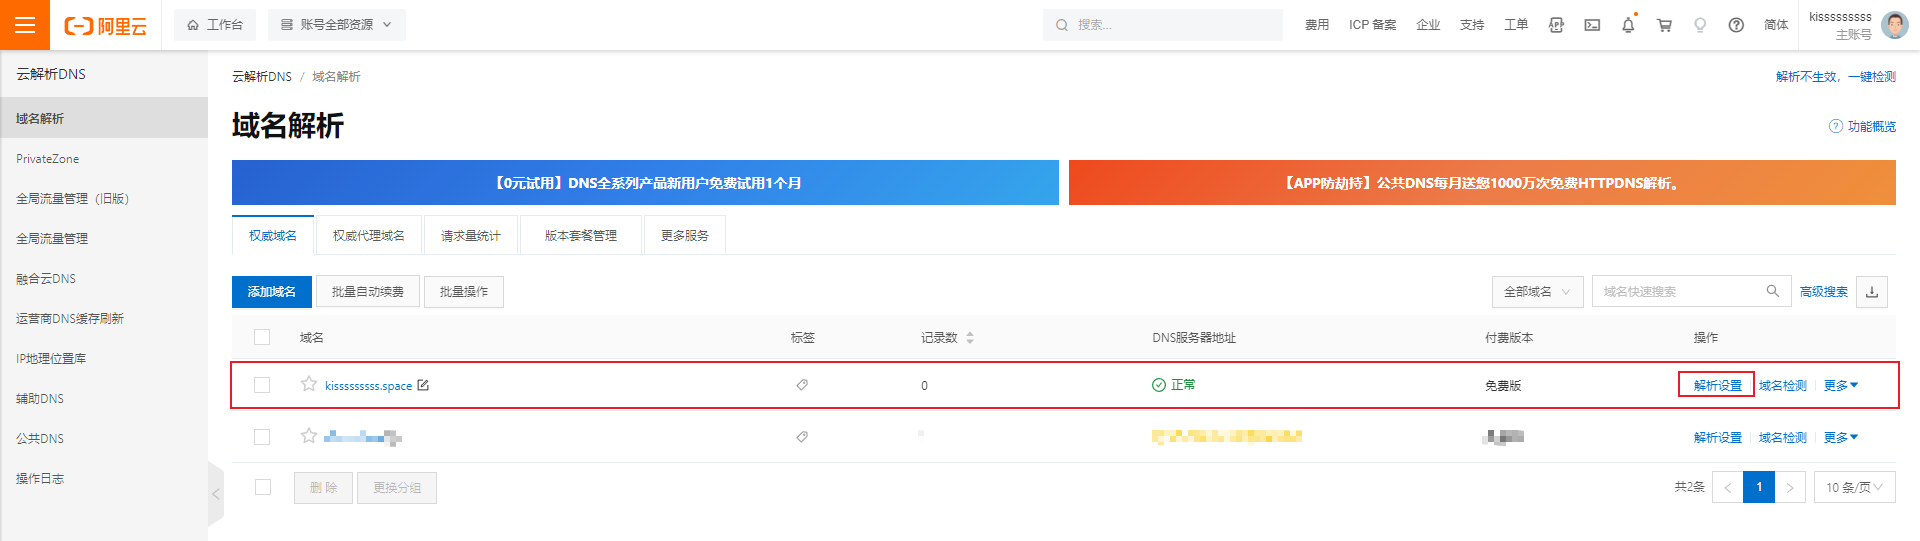 阿里云 工作台 账号全部资源 搜索... 费用 ICP 备案 企业 支持 工单 简体 kisssssssss
主账号
云解析DNS
域名解析
PrivateZone
全局流量管理（旧版）
全局流量管理
融合云DNS
运营商DNS缓存刷新
IP地理位置库
辅助DNS
公共DNS
操作日志
云解析DNS / 域名解析 解析不生效，一键检测
域名解析 功能概览
【0元试用】DNS全系列产品新用户免费试用1个月 【APP防劫持】公共DNS每月送您1000万次免费HTTPDNS解析。
权威域名 权威代理域名 请求量统计 版本套餐管理 更多服务
添加域名 批量自动续费 批量操作 全部域名 域名快速搜索 高级搜索
域名 标签 记录数 DNS服务器地址 付费版本 操作
kisssssssss.space 0 正常 免费版 解析设置 域名检测 更多
解析设置 域名检测 更多
删除 更换分组 共2条 < 1 > 10 条/页